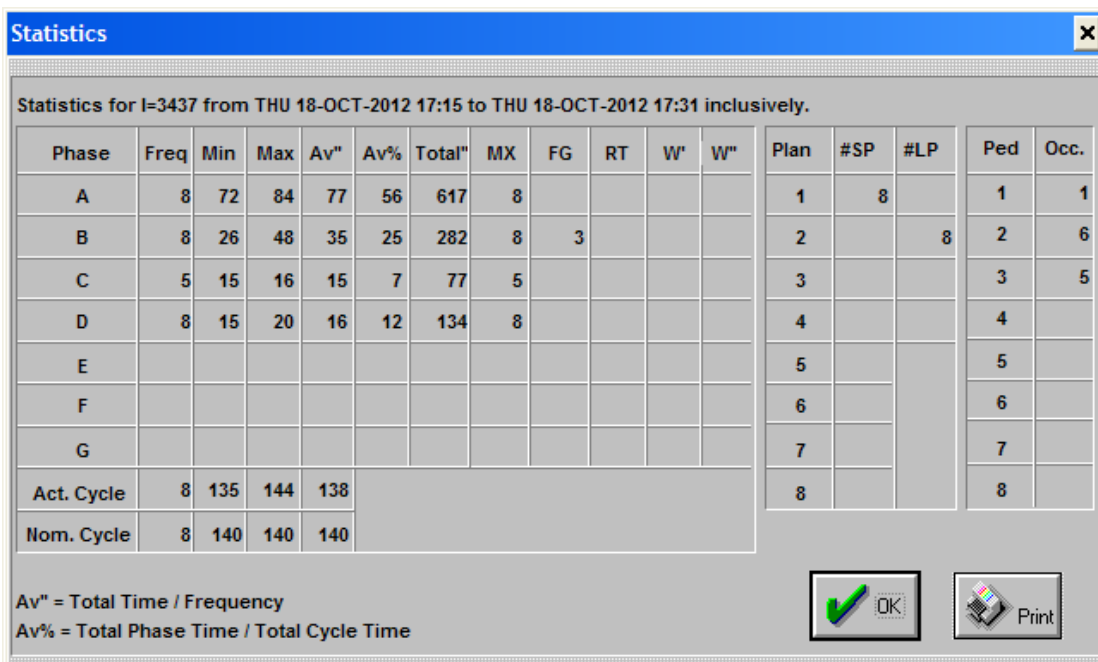 Statistics
Statistics for I=3437 from THU 18-OCT-2012 17:15 to THU 18-OCT-2012 17:31 inclusively.
Phase Freq Min Max Av" Av% Total" MX FG RT W' W" Plan #SP #LP Ped Occ.
A 8 72 84 77 56 617 8 1 8 1 1
B 8 26 48 35 25 282 8 3 2 8 2 6
C 5 15 16 15 7 77 5 3 3 5
D 8 15 20 16 12 134 8 4 4
E 5 5
F 6 6
G 7 7
Act. Cycle 8 135 144 138 8 8
Nom. Cycle 8 140 140 140
Av" = Total Time / Frequency
Av% = Total Phase Time / Total Cycle Time
OK Print